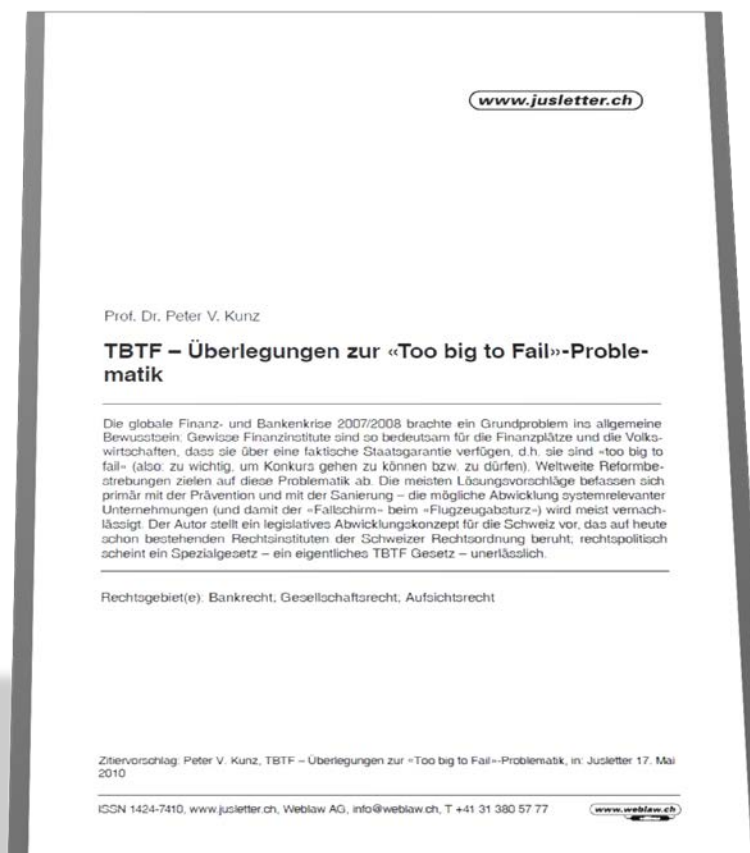 www.jusletter.ch
Prof. Dr. Peter V. Kunz
TBTF – Überlegungen zur «Too big to Fail»-Proble-
matik
Die globale Finanz- und Bankenkrise 2007/2008 brachte ein Grundproblem ins allgemeine
Bewusstsein: Gewisse Finanzinstitute sind so bedeutsam für die Finanzplätze und die Volks-
wirtschaften, dass sie über eine faktische Staatsgarantie verfügen, d.h. sie sind «too big to
fail» (also: zu wichtig, um Konkurs gehen zu können bzw. zu dürfen). Weltweite Reformbe-
strebungen zielen auf diese Problematik ab. Die meisten Lösungsvorschläge befassen sich
primär mit der Prävention und mit der Sanierung – die mögliche Abwicklung systemrelevanter
Unternehmungen (und damit der «Fallschirm» beim «Flugzeugabsturz») wird meist vernach-
lässigt. Der Autor stellt ein legislatives Abwicklungskonzept für die Schweiz vor, das auf heute
schon bestehenden Rechtsinstituten der Schweizer Rechtsordnung beruht; rechtspolitisch
scheint ein Spezialgesetz – ein eigentliches TBTF Gesetz – unerlässlich.
Rechtsgebiet(e): Bankrecht; Gesellschaftsrecht; Aufsichtsrecht
Zitiervorschlag: Peter V. Kunz, TBTF – Überlegungen zur «Too big to Fail»-Problematik, in: Jusletter 17. Mai
2010
ISSN 1424-7410, www.jusletter.ch, Weblaw AG, info@weblaw.ch, T +41 31 380 57 77
www.weblaw.ch